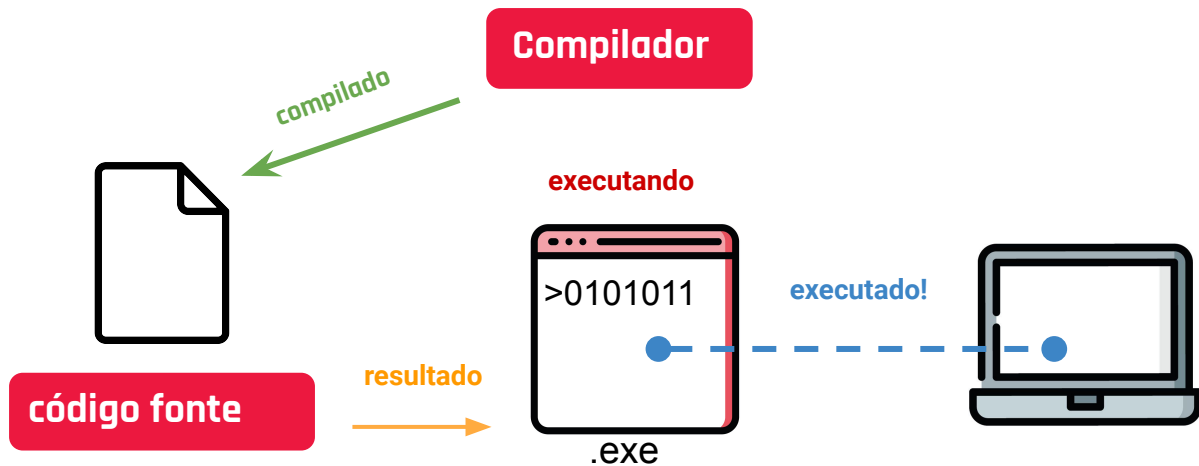 Compilador
compilado
executando
>0101011
executado!
resultado
código fonte
.exe